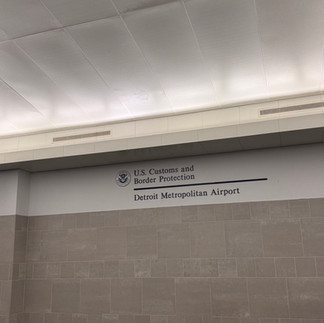 U.S. Customs and
Border Protection
Detroit Metropolitan Airport